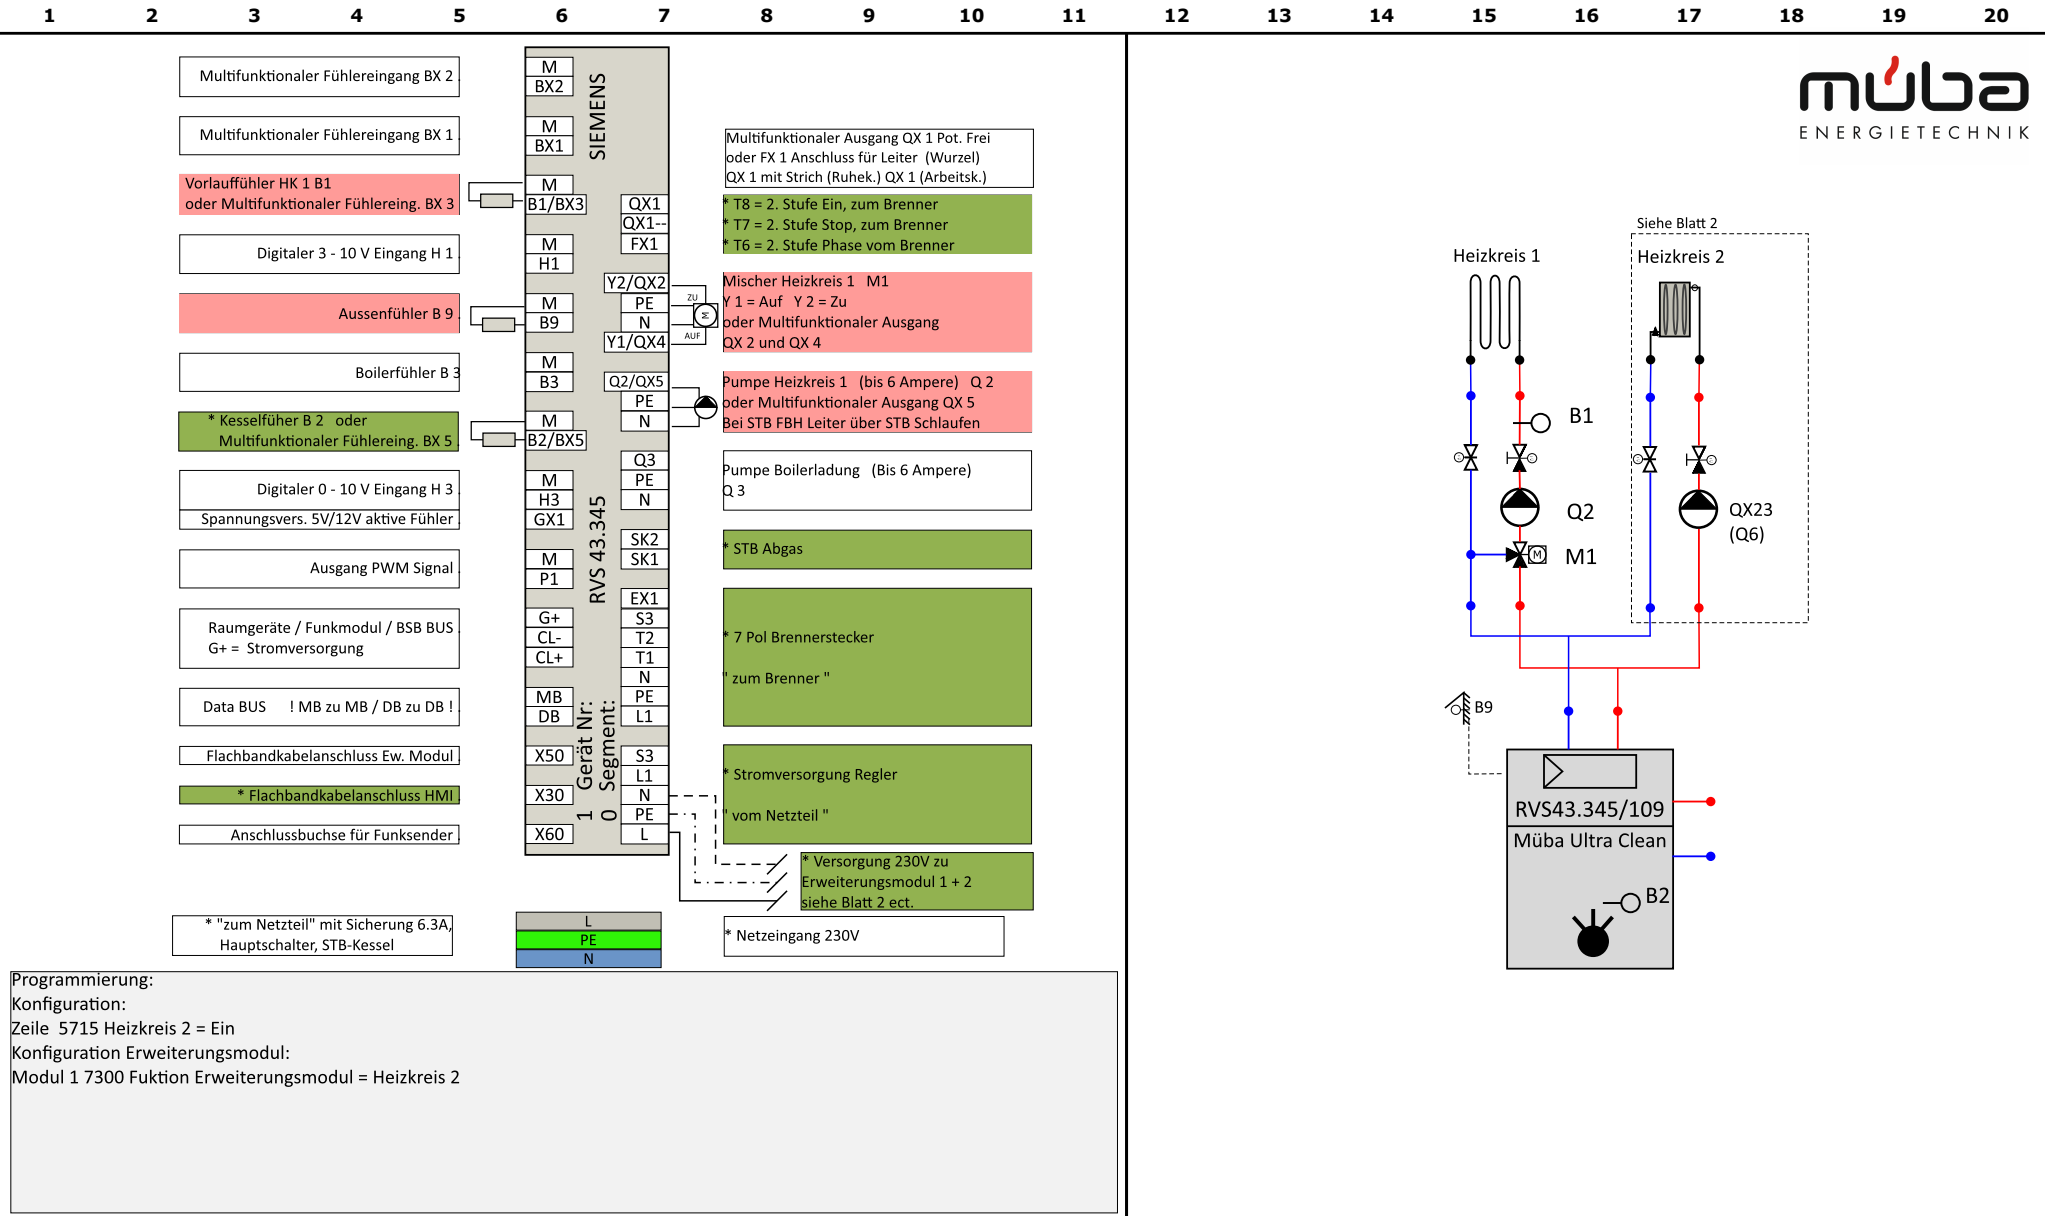 1 2 3 4 5 6 7 8 9 10 11 12 13 14 15 16 17 18 19 20
Multifunktionaler Fühlereingang BX 2 .
Multifunktionaler Fühlereingang BX 1 .
Vorlauffühler HK 1 B1
oder Multifunktionaler Fühlereing. BX 3
Digitaler 3 - 10 V Eingang H 1 .
Aussenfühler B 9 .
Boilerfühler B 3
* Kesselfüher B 2 oder
Multifunktionaler Fühlereing. BX 5 .
Digitaler 0 - 10 V Eingang H 3 .
Spannungsvers. 5V/12V aktive Fühler .
Ausgang PWM Signal .
Raumgeräte / Funkmodul / BSB BUS .
G+ = Stromversorgung
Data BUS ! MB zu MB / DB zu DB ! .
Flachbandkabelanschluss Ew. Modul .
* Flachbandkabelanschluss HMI .
Anschlussbuchse für Funksender .
* "zum Netzteil" mit Sicherung 6.3A,
Hauptschalter, STB-Kessel
M
BX2
M
BX1
M
B1/BX3
M
H1
M
B9
M
B3
M
B2/BX5
M
H3
GX1
M
P1
G+
CL-
CL+
MB
DB
X50
X30
X60
SIEMENS
RVS 43.345
Gerät Nr:
1
Segment:
0
QX1
QX1--
FX1
Y2/QX2
PE
N
Y1/QX4
Q2/QX5
PE
N
Q3
PE
N
SK2
SK1
EX1
S3
T2
T1
N
PE
L1
S3
L1
N
PE
L
ZU
M
AUF
L
PE
N
Multifunktionaler Ausgang QX 1 Pot. Frei
oder FX 1 Anschluss für Leiter (Wurzel)
QX 1 mit Strich (Ruhek.) QX 1 (Arbeitsk.)
* T8 = 2. Stufe Ein, zum Brenner
* T7 = 2. Stufe Stop, zum Brenner
* T6 = 2. Stufe Phase vom Brenner
Mischer Heizkreis 1 M1
Y 1 = Auf Y 2 = Zu
oder Multifunktionaler Ausgang
QX 2 und QX 4
Pumpe Heizkreis 1 (bis 6 Ampere) Q 2
oder Multifunktionaler Ausgang QX 5
Bei STB FBH Leiter über STB Schlaufen
Pumpe Boilerladung (Bis 6 Ampere)
Q 3
* STB Abgas
* 7 Pol Brennerstecker
" zum Brenner "
* Stromversorgung Regler
" vom Netzteil "
* Versorgung 230V zu
Erweiterungsmodul 1 + 2
siehe Blatt 2 ect.
* Netzeingang 230V
Programmierung:
Konfiguration:
Zeile 5715 Heizkreis 2 = Ein
Konfiguration Erweiterungsmodul:
Modul 1 7300 Fuktion Erweiterungsmodul = Heizkreis 2
müba
ENERGIETECHNIK
Siehe Blatt 2
Heizkreis 1
Heizkreis 2
B1
Q2
M
M1
QX23
(Q6)
B9
RVS43.345/109
Müba Ultra Clean
B2